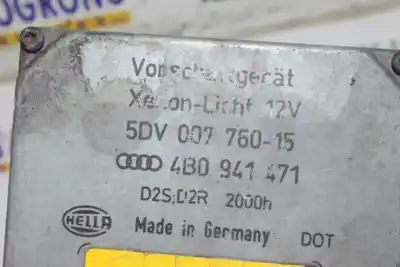 OGRONO
Vorschaltgerät
Xenon-Licht 12V
5DV 007 760-15
4B0 941 471
D2S;D2R 2000h
HELLA Made in Germany DOT